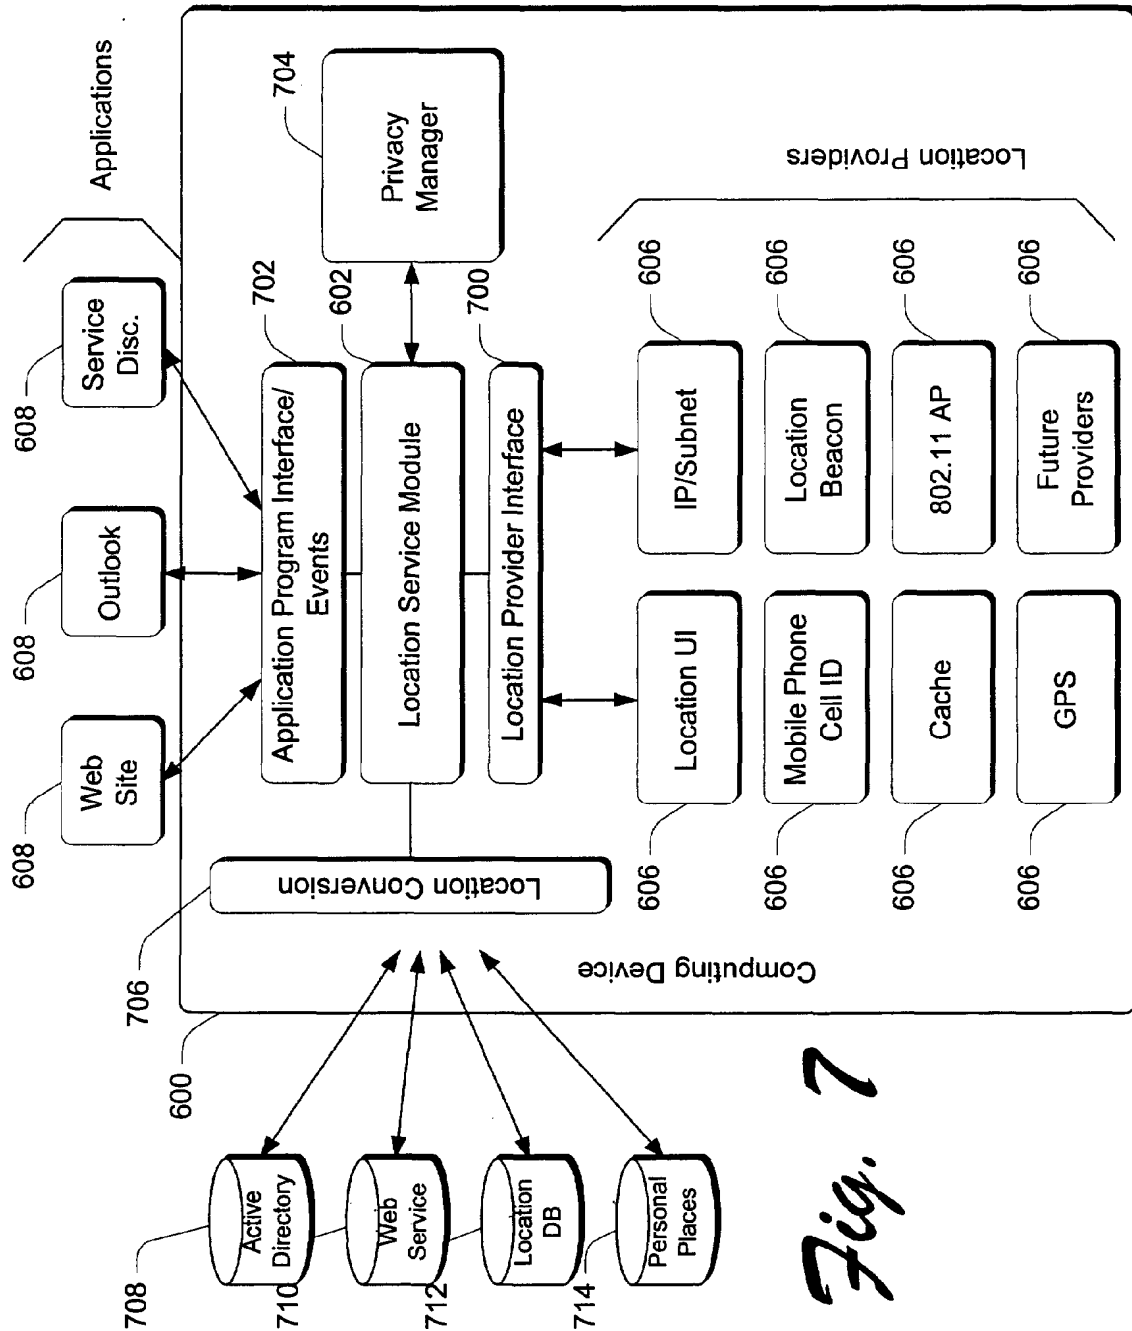 Applications
608
608
608
Web
Site
Outlook
Service
Disc.
600
706
702
602
700
704
Application Program Interface/
Events
Location Service Module
Location Provider Interface
Privacy
Manager
Location Conversion
Computing Device
708
Active
Directory
710
Web
Service
712
Location
DB
714
Personal
Places
Location Providers
606
Location UI
606
IP/Subnet
606
Mobile Phone
Cell ID
606
Location
Beacon
606
Cache
606
802.11 AP
606
GPS
606
Future
Providers
Fig. 7